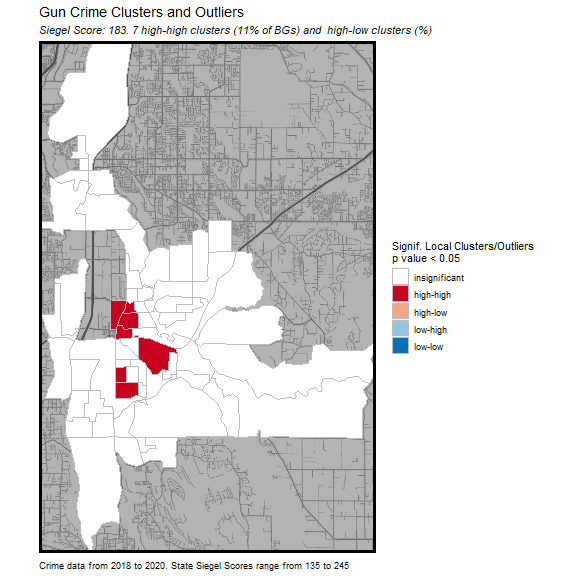 Gun Crime Clusters and Outliers
Siegel Score: 183. 7 high-high clusters (11% of BGs) and  high-low clusters (%)
Signif. Local Clusters/Outliers
p value < 0.05
insignificant
high-high
high-low
low-high
low-low
Crime data from 2018 to 2020. State Siegel Scores range from 135 to 245